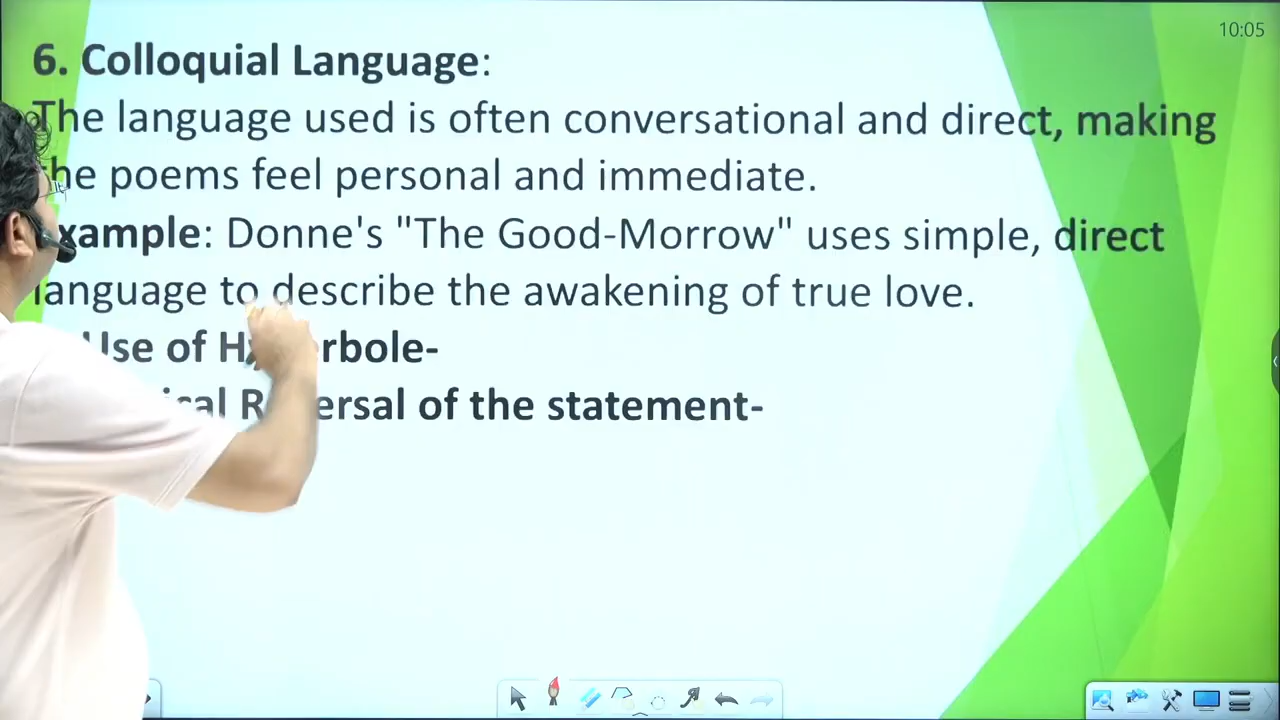 10:05
6. Colloquial Language:
The language used is often conversational and direct, making
the poems feel personal and immediate.
Example: Donne's "The Good-Morrow" uses simple, direct
language to describe the awakening of true love.
Use of Hyperbole-
Reversal of the statement-